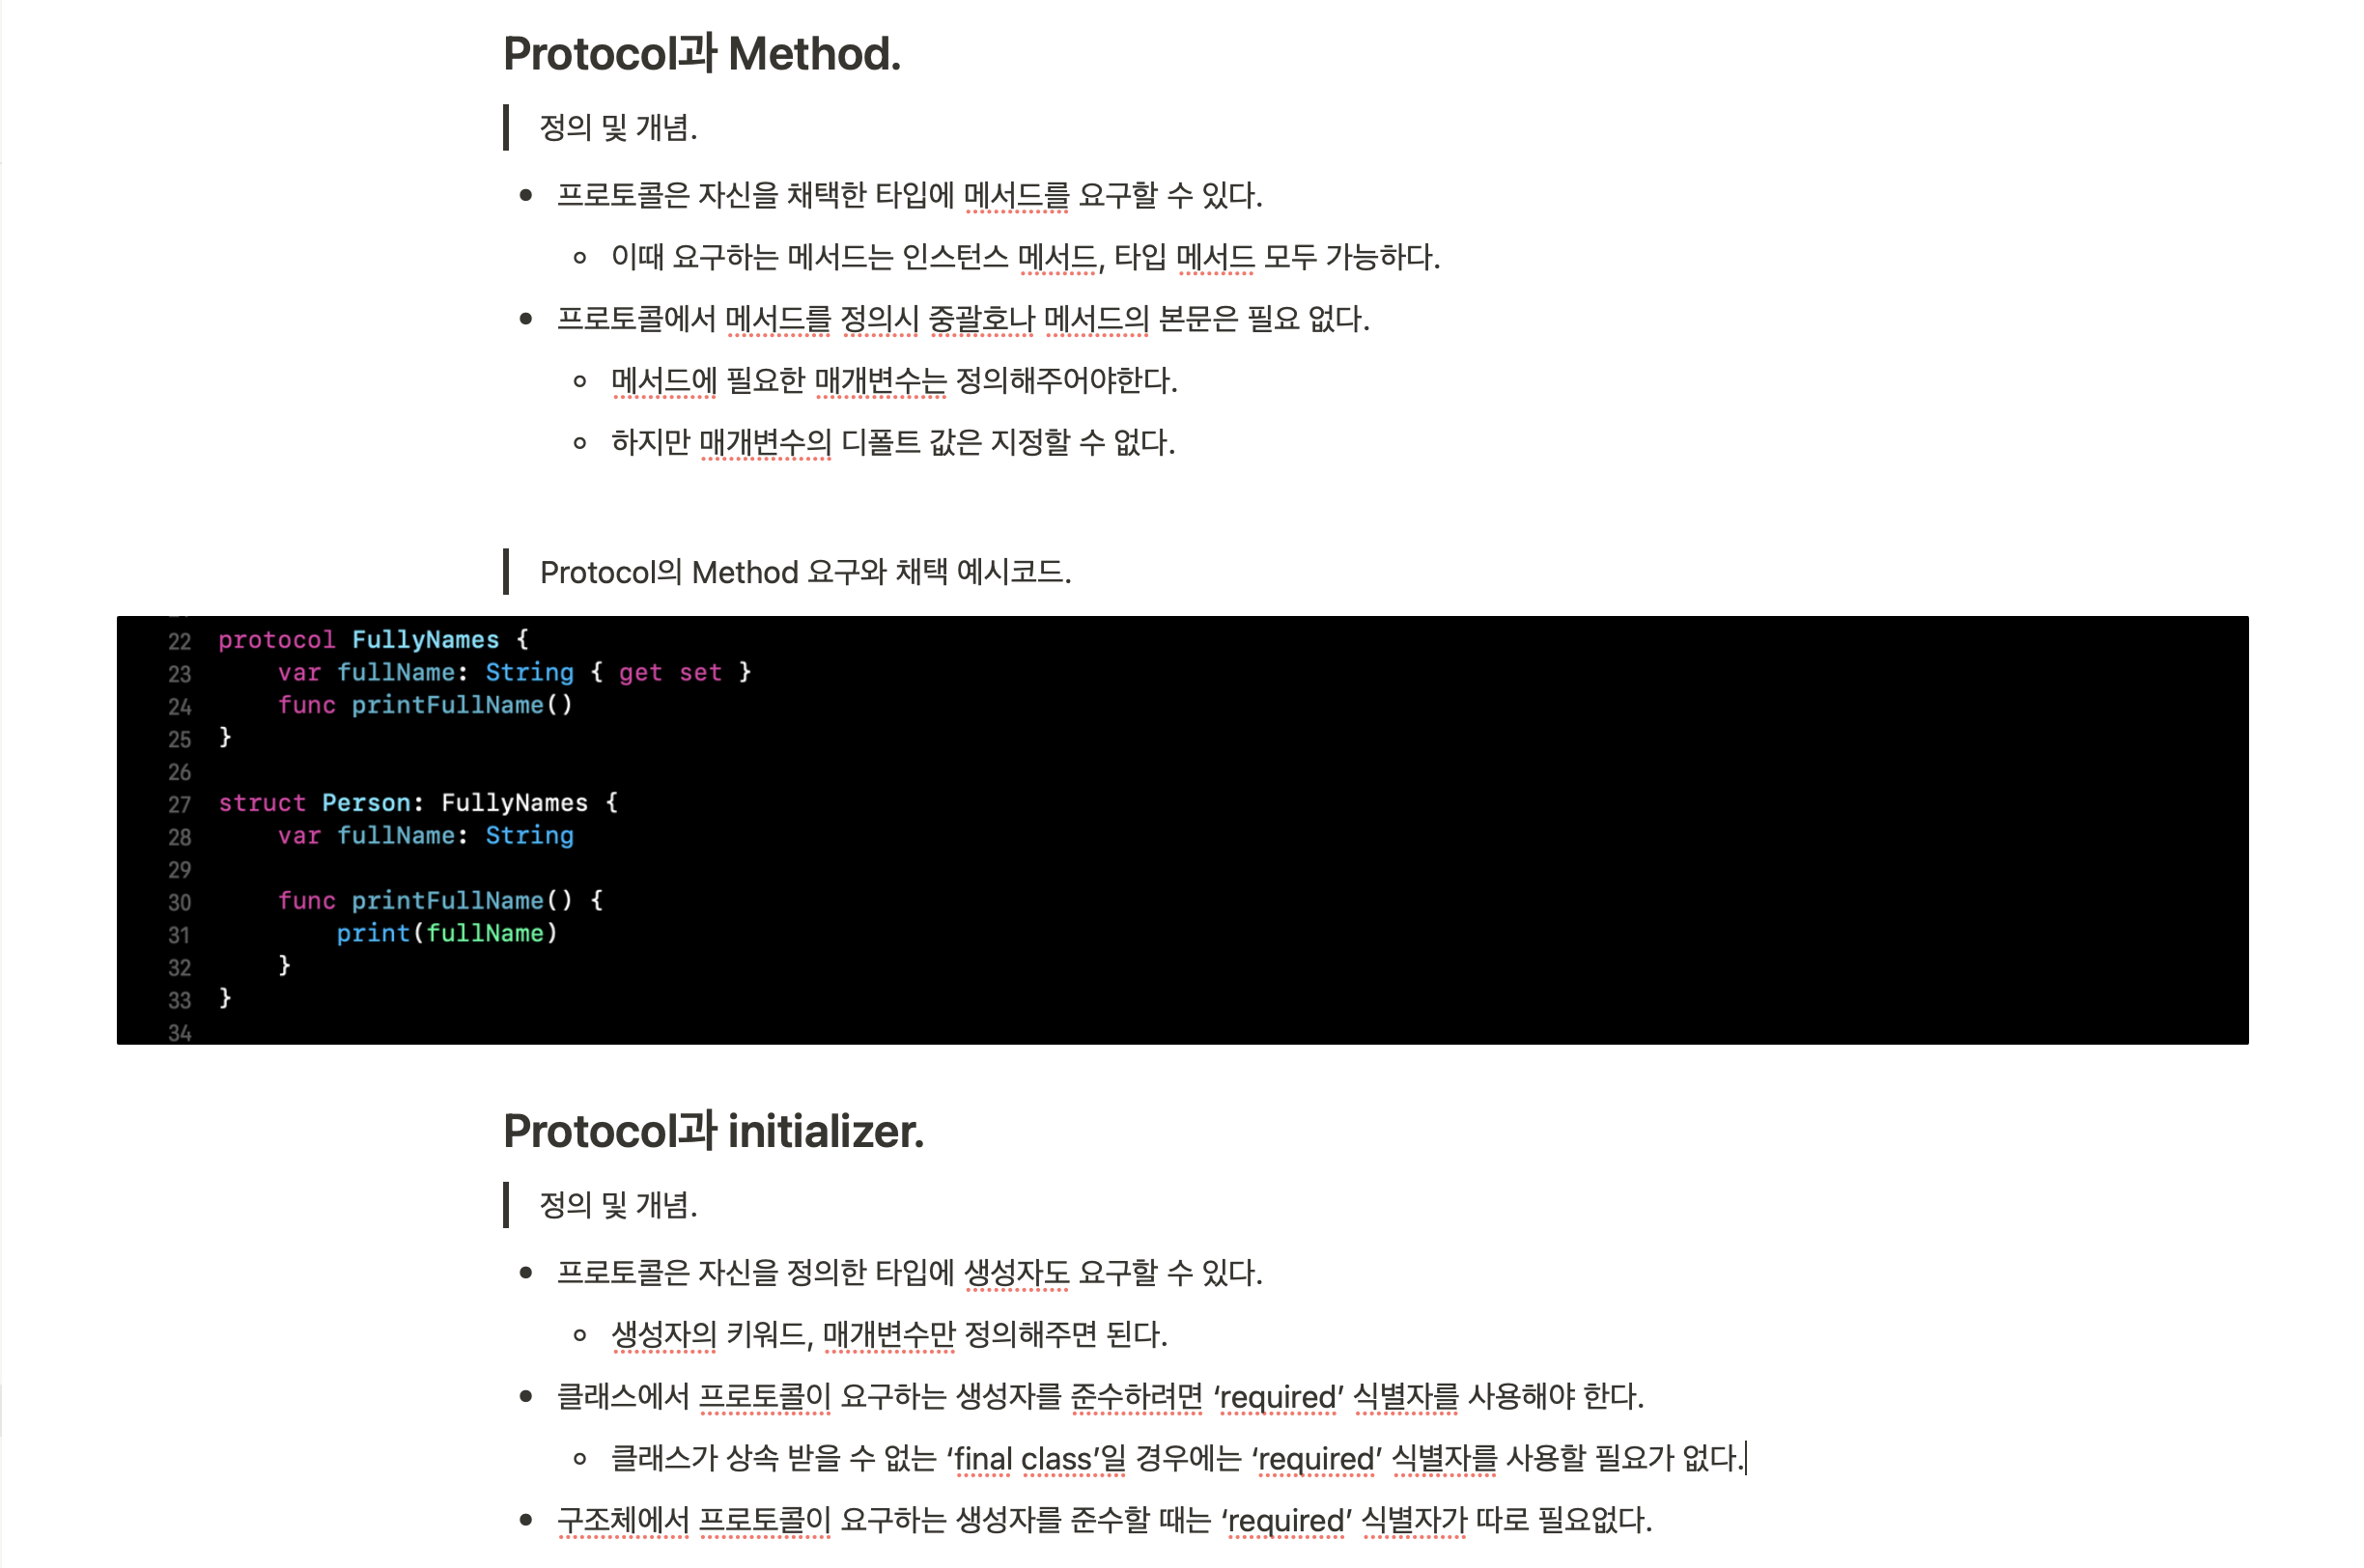 Protocol과 Method.
정의 및 개념.
• 프로토콜은 자신을 채택한 타입에 메서드를 요구할 수 있다.
◦ 이때 요구하는 메서드는 인스턴스 메서드, 타입 메서드 모두 가능하다.
• 프로토콜에서 메서드를 정의시 중괄호나 메서드의 본문은 필요 없다.
◦ 메서드에 필요한 매개변수는 정의해주어야한다.
◦ 하지만 매개변수의 디폴트 값은 지정할 수 없다.
Protocol의 Method 요구와 채택 예시코드.
22 protocol FullyNames {
23     var fullName: String { get set }
24     func printFullName()
25 }
26
27 struct Person: FullyNames {
28     var fullName: String
29
30     func printFullName() {
31         print(fullName)
32     }
33 }
34
Protocol과 initializer.
정의 및 개념.
• 프로토콜은 자신을 정의한 타입에 생성자도 요구할 수 있다.
◦ 생성자의 키워드, 매개변수만 정의해주면 된다.
• 클래스에서 프로토콜이 요구하는 생성자를 준수하려면 ‘required’ 식별자를 사용해야 한다.
◦ 클래스가 상속 받을 수 없는 ‘final class’일 경우에는 ‘required’ 식별자를 사용할 필요가 없다.
• 구조체에서 프로토콜이 요구하는 생성자를 준수할 때는 ‘required’ 식별자가 따로 필요없다.